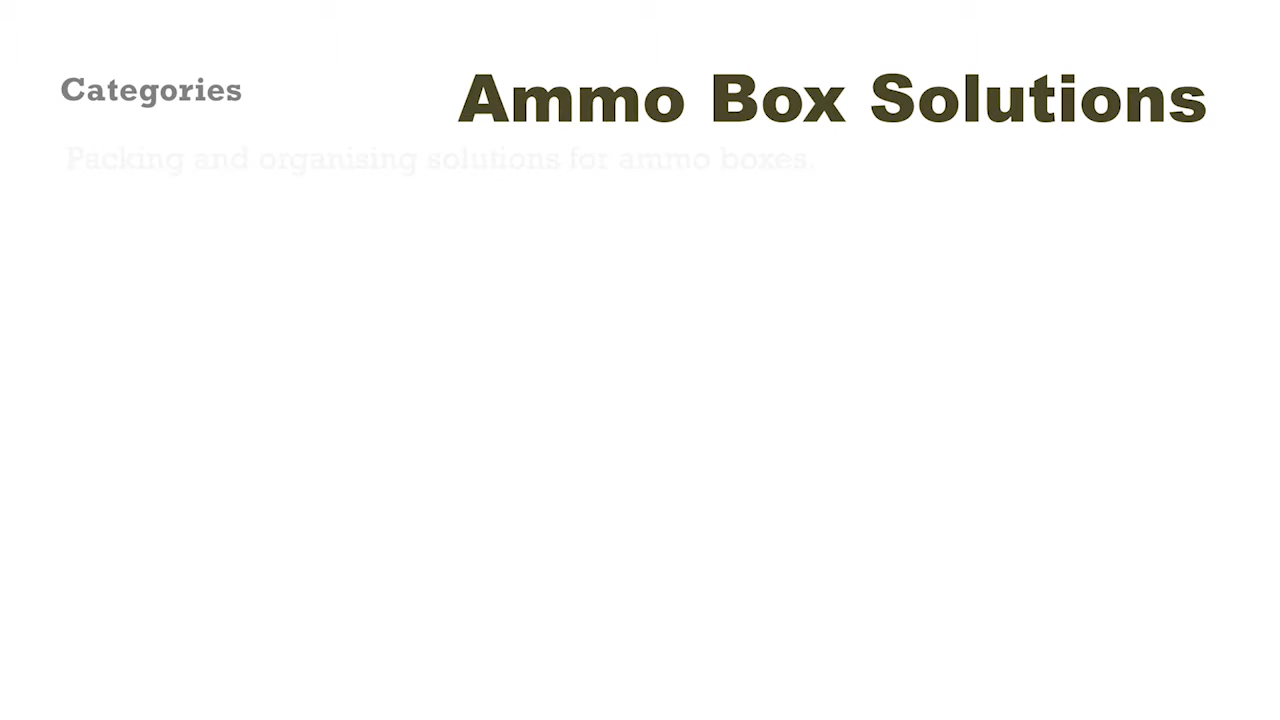 Categories
Ammo Box Solutions
Packing and organising solutions for ammo boxes.